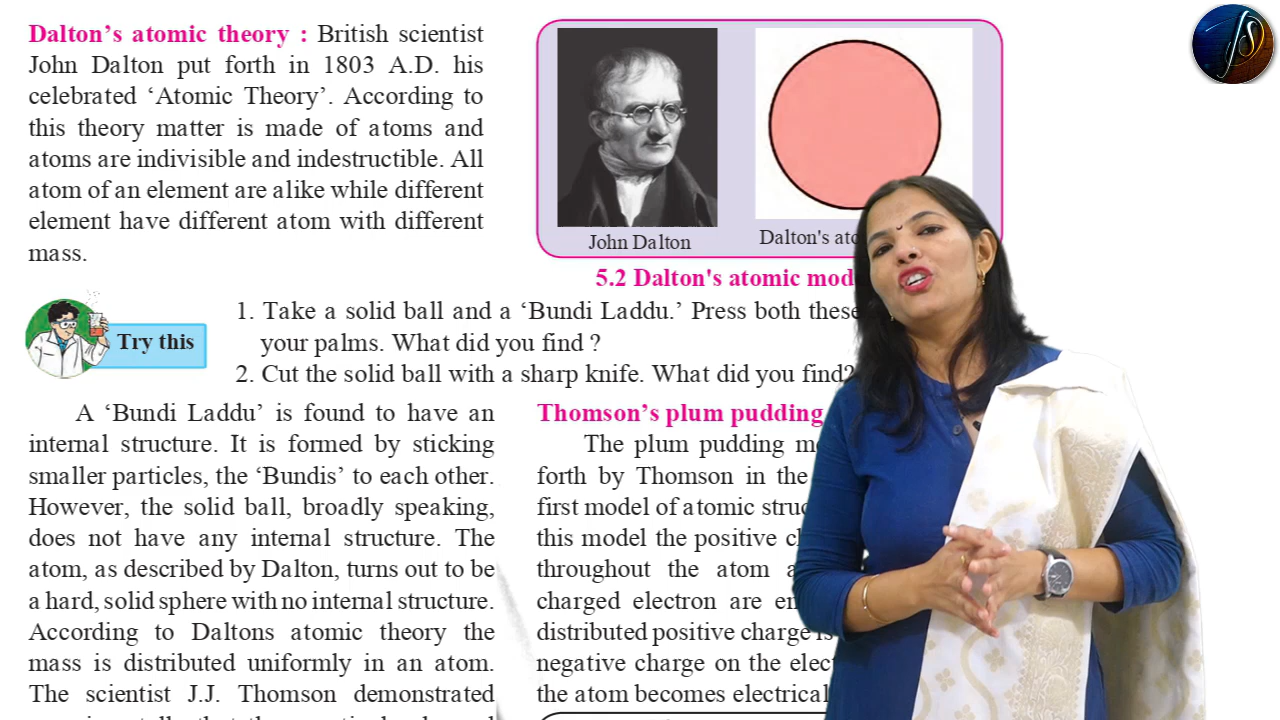 Dalton's atomic theory : British scientist
John Dalton put forth in 1803 A.D. his
celebrated 'Atomic Theory'. According to
this theory matter is made of atoms and
atoms are indivisible and indestructible. All
atom of an element are alike while different
element have different atom with different
mass.
John Dalton
Dalton's
5.2 Dalton's atomic
Try this
1. Take a solid ball and a 'Bundi Laddu.' Press both these
your palms. What did you find ?
2. Cut the solid ball with a sharp knife. What did you find?
A 'Bundi Laddu' is found to have an
internal structure. It is formed by sticking
smaller particles, the 'Bundis' to each other.
However, the solid ball, broadly speaking,
does not have any internal structure. The
atom, as described by Dalton, turns out to be
a hard, solid sphere with no internal structure.
According to Daltons atomic theory the
mass is distributed uniformly in an atom.
The scientist J.J. Thomson demonstrated
Thomson's plum pudding
The plum pudding
forth by Thomson in the
first model of atomic
this model the positive
throughout the atom
charged electron are
distributed positive charge is
negative charge on the
the atom becomes